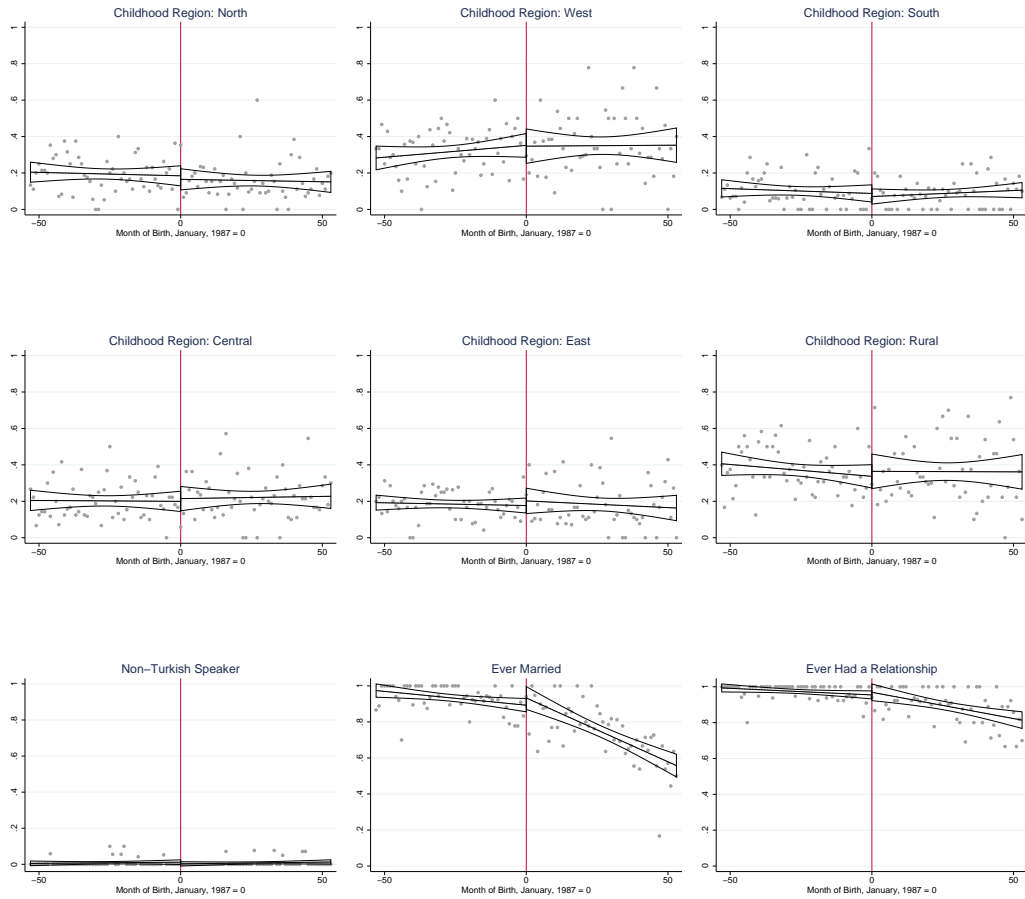 Childhood Region: North
1
.8
.6
.4
.2
0
−50 0 50
Month of Birth, January, 1987 = 0
Childhood Region: West
1
.8
.6
.4
.2
0
−50 0 50
Month of Birth, January, 1987 = 0
Childhood Region: South
1
.8
.6
.4
.2
0
−50 0 50
Month of Birth, January, 1987 = 0
Childhood Region: Central
1
.8
.6
.4
.2
0
−50 0 50
Month of Birth, January, 1987 = 0
Childhood Region: East
1
.8
.6
.4
.2
0
−50 0 50
Month of Birth, January, 1987 = 0
Childhood Region: Rural
1
.8
.6
.4
.2
0
−50 0 50
Month of Birth, January, 1987 = 0
Non−Turkish Speaker
1
.8
.6
.4
.2
0
−50 0 50
Month of Birth, January, 1987 = 0
Ever Married
1
.8
.6
.4
.2
0
−50 0 50
Month of Birth, January, 1987 = 0
Ever Had a Relationship
1
.8
.6
.4
.2
0
−50 0 50
Month of Birth, January, 1987 = 0